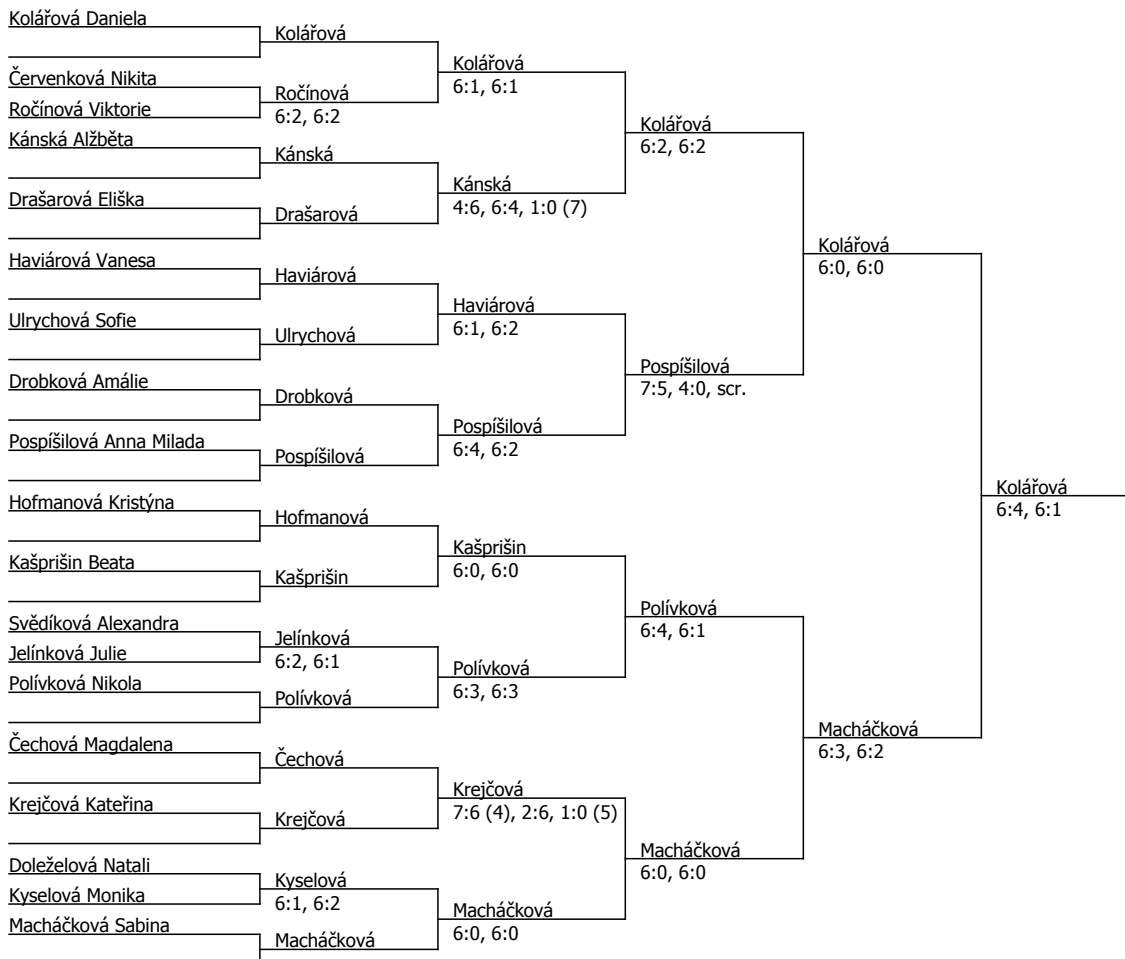 Kolářová Daniela
Červenková Nikita
Ročínová Viktorie
Kánská Alžběta
Drašarová Eliška
Haviárová Vanesa
Ulrychová Sofie
Drobková Amálie
Pospíšilová Anna Milada
Hofmanová Kristýna
Kašprišin Beata
Svědíková Alexandra
Jelínková Julie
Polívková Nikola
Čechová Magdalena
Krejčová Kateřina
Doleželová Natali
Kyselová Monika
Macháčková Sabina
Kolářová
Ročínová
6:2, 6:2
Kánská
Drašarová
Haviárová
Ulrychová
Drobková
Pospíšilová
Hofmanová
Kašprišin
Jelínková
6:2, 6:1
Polívková
Čechová
Krejčová
Kyselová
6:1, 6:2
Macháčková
Kolářová
6:1, 6:1
Kánská
4:6, 6:4, 1:0 (7)
Haviárová
6:1, 6:2
Pospíšilová
6:4, 6:2
Kašprišin
6:0, 6:0
Polívková
6:3, 6:3
Krejčová
7:6 (4), 2:6, 1:0 (5)
Macháčková
6:0, 6:0
Kolářová
6:2, 6:2
Pospíšilová
7:5, 4:0, scr.
Polívková
6:4, 6:1
Macháčková
6:0, 6:0
Kolářová
6:0, 6:0
Macháčková
6:3, 6:2
Kolářová
6:4, 6:1